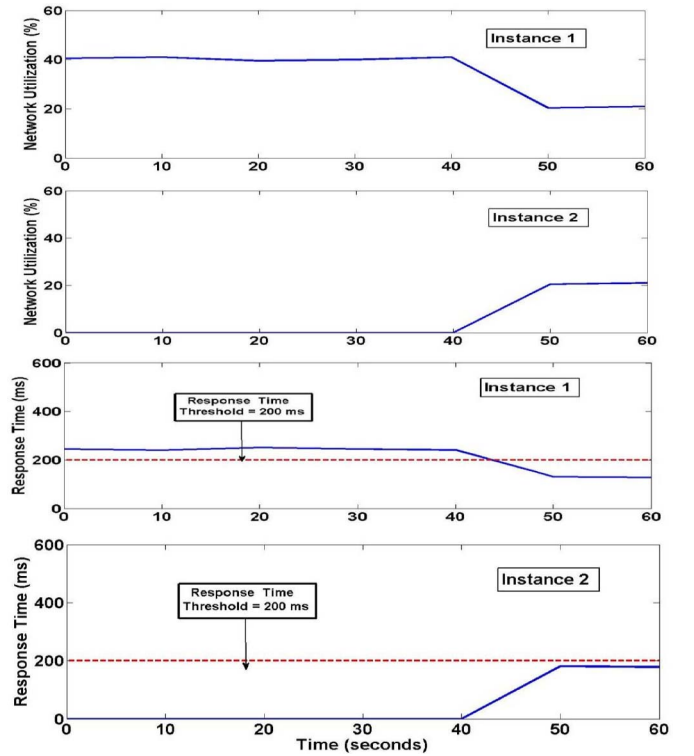 60
Instance 1
40
20
0
Network Utilization (%)
0 10 20 30 40 50 60
60
Instance 2
40
20
0
Network Utilization (%)
0 10 20 30 40 50 60
600
Instance 1
Response Time
Threshold = 200 ms
400
200
0
Response Time (ms)
0 10 20 30 40 50 60
600
Instance 2
Response Time
Threshold = 200 ms
400
200
0
Response Time (ms)
0 10 20 30 40 50 60
Time (seconds)